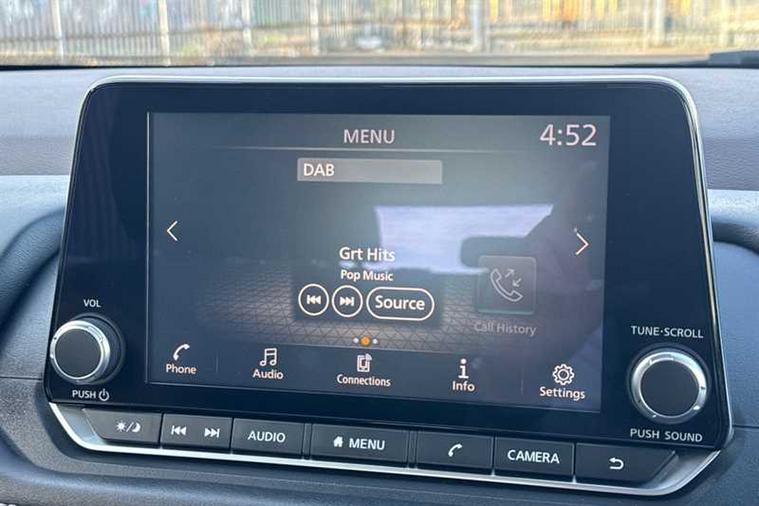 MENU
4:52
DAB
Grt Hits
Pop Music
Source
Call History
Phone
Audio
Connections
Info
Settings
VOL
PUSH
TUNE·SCROLL
PUSH SOUND
AUDIO
MENU
CAMERA